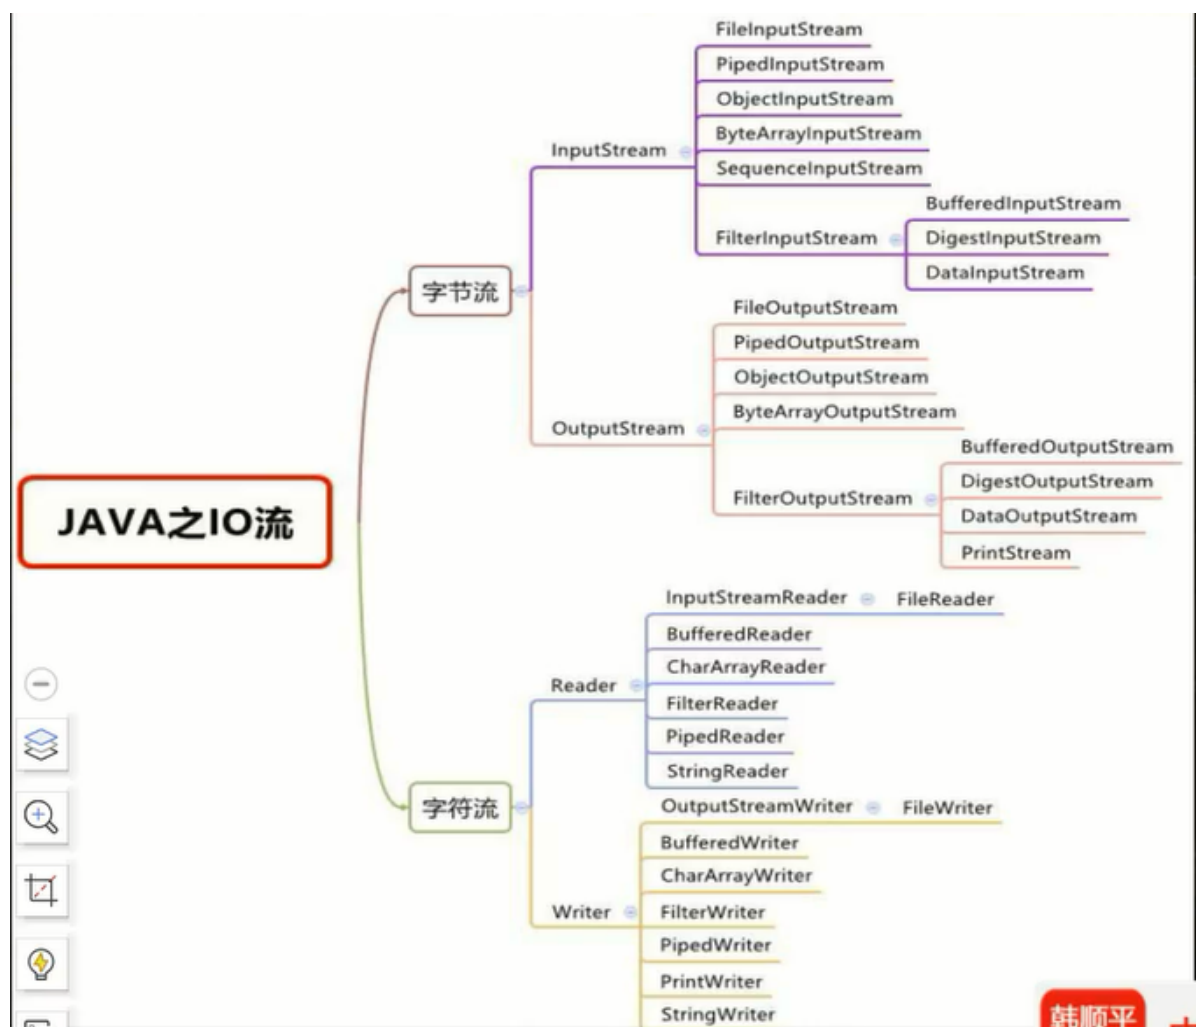 JAVA之IO流
字节流
InputStream
FileInputStream
PipedInputStream
ObjectInputStream
ByteArrayInputStream
SequenceInputStream
FilterInputStream
BufferedInputStream
DigestInputStream
DataInputStream
OutputStream
FileOutputStream
PipedOutputStream
ObjectOutputStream
ByteArrayOutputStream
FilterOutputStream
BufferedOutputStream
DigestOutputStream
DataOutputStream
PrintStream
字符流
Reader
InputStreamReader
FileReader
BufferedReader
CharArrayReader
FilterReader
PipedReader
StringReader
Writer
OutputStreamWriter
FileWriter
BufferedWriter
CharArrayWriter
FilterWriter
PipedWriter
PrintWriter
StringWriter
韩顺平